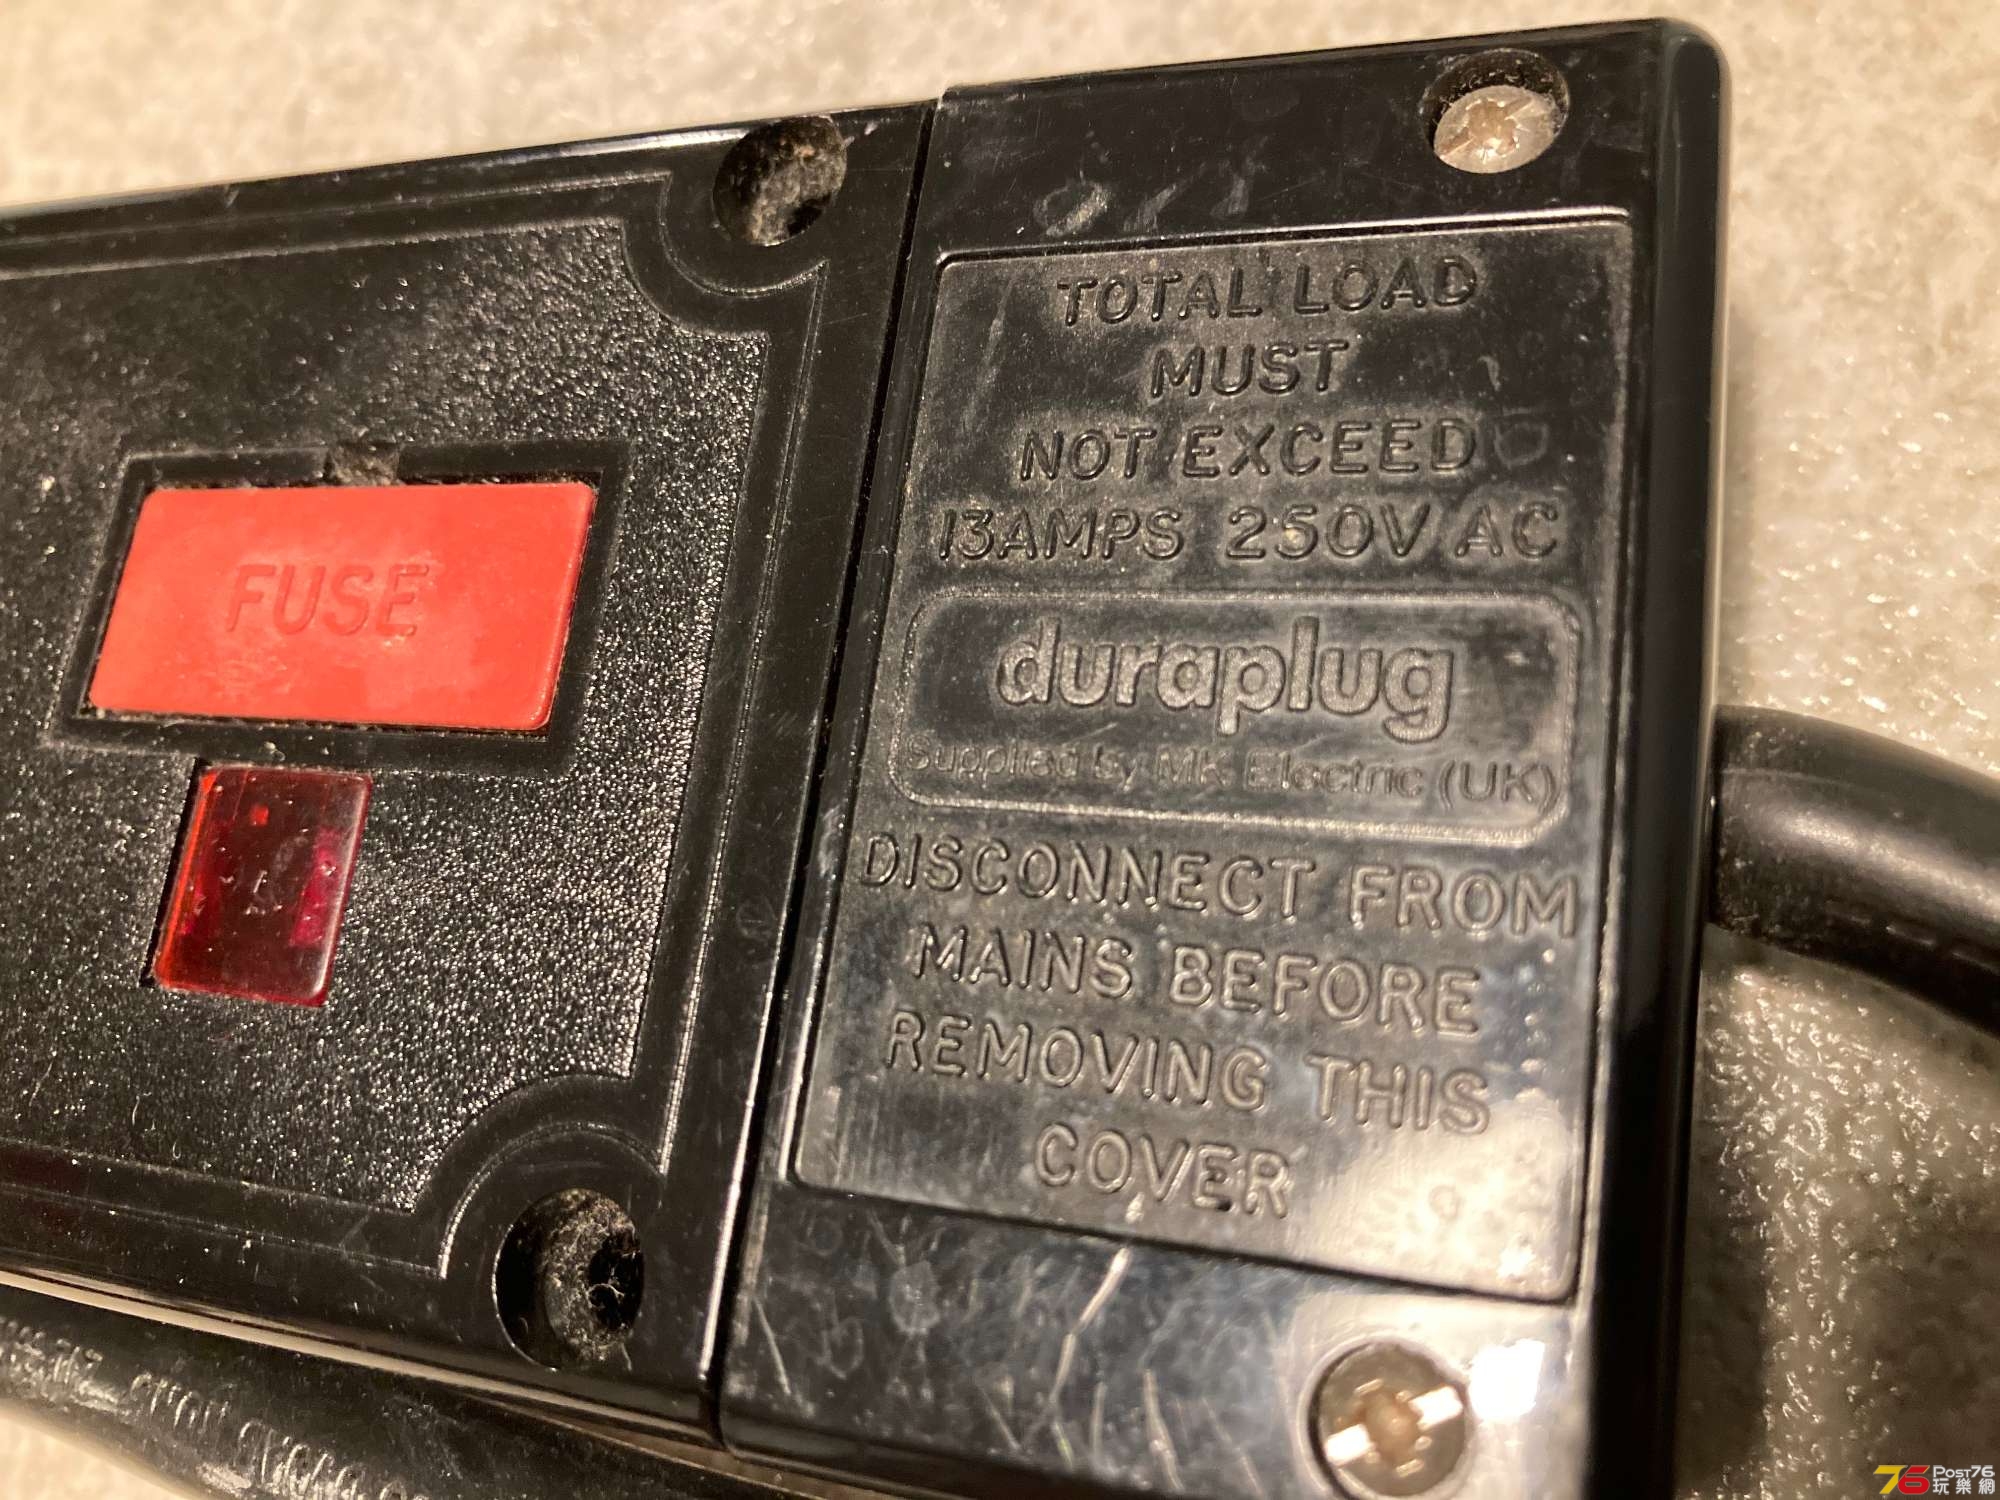 FUSE
TOTAL LOAD
MUST
NOT EXCEED
13AMPS 250V AC
duraplug
Supplied by MK Electric (UK)
DISCONNECT FROM
MAINS BEFORE
REMOVING THIS
COVER
76 Post76
玩樂網